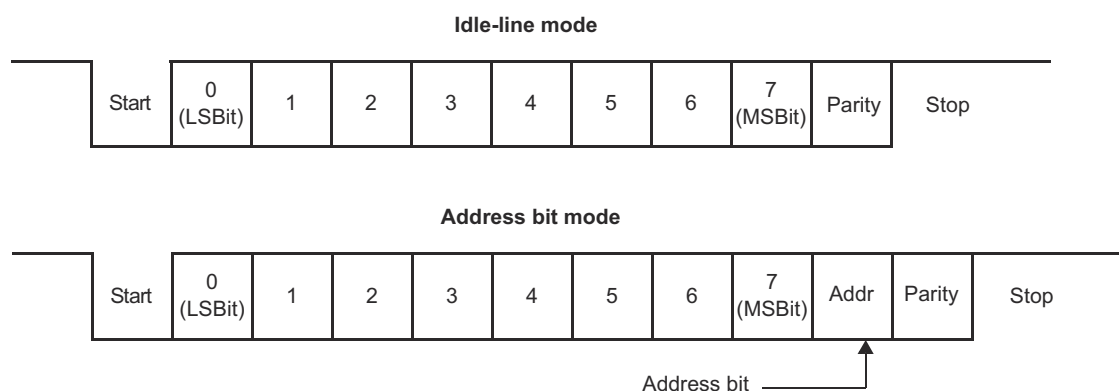 Idle-line mode
Start 0 (LSBit) 1 2 3 4 5 6 7 (MSBit) Parity Stop
Address bit mode
Start 0 (LSBit) 1 2 3 4 5 6 7 (MSBit) Addr Parity Stop
Address bit